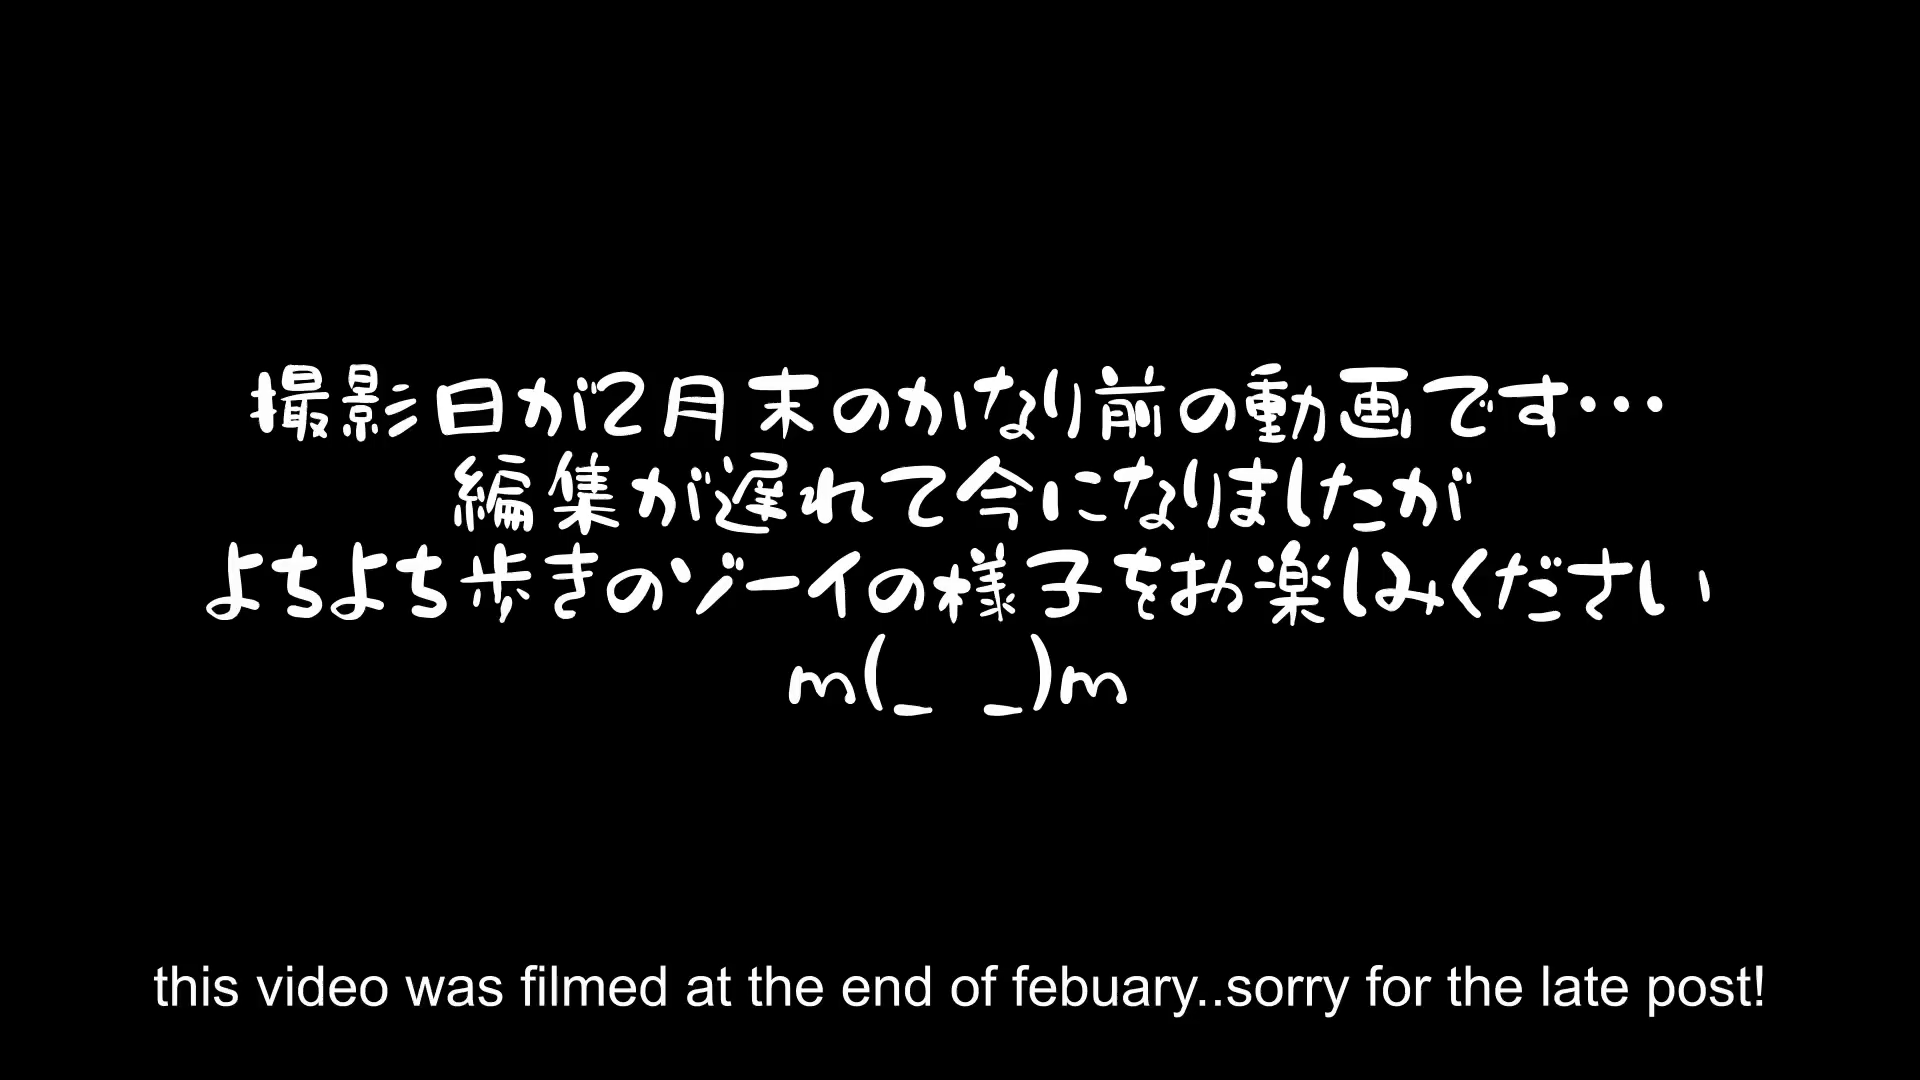 撮影日が2月末のかなり前の動画です…
編集が遅れて今になりましたが
よちよち歩きのゾーイの様子をお楽しみください
m(_ _)m
this video was filmed at the end of febuary..sorry for the late post!